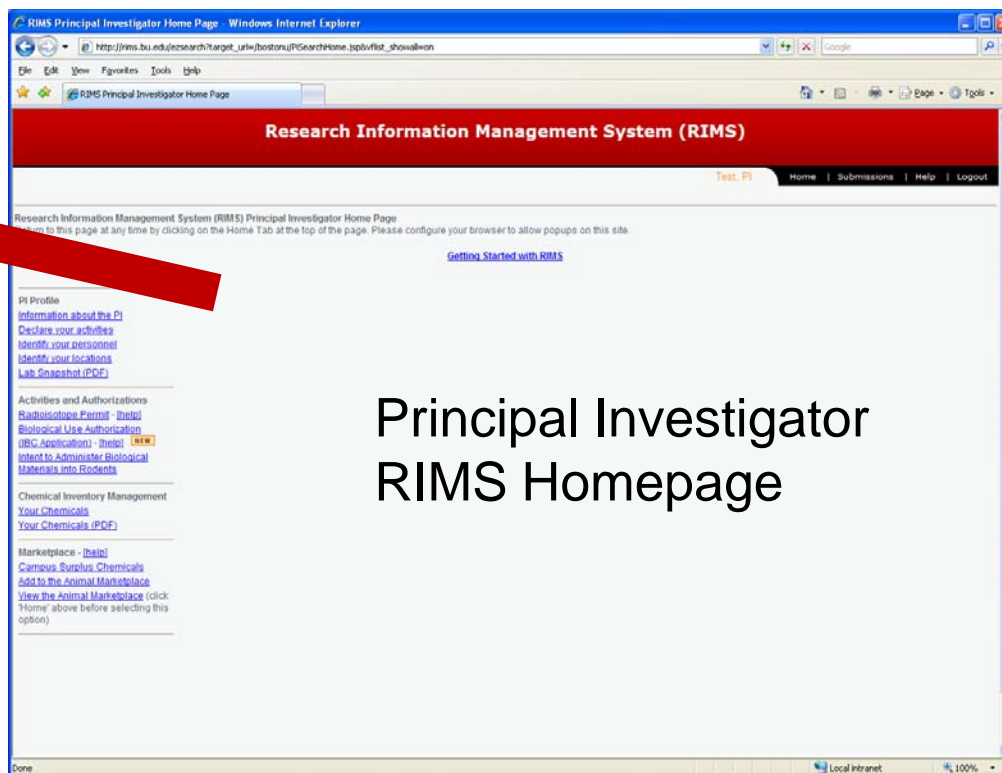 RIMS Principal Investigator Home Page - Windows Internet Explorer
http://rims.bu.edu/ezsearch?target_url=/bostonu/PISearchHome.jsp&vflist_showall=on
Google
File Edit View Favorites Tools Help
RIMS Principal Investigator Home Page
Page Tools
Research Information Management System (RIMS)
Test, PI Home | Submissions | Help | Logout
Research Information Management System (RIMS) Principal Investigator Home Page
Return to this page at any time by clicking on the Home Tab at the top of the page. Please configure your browser to allow popups on this site.
Getting Started with RIMS
PI Profile
Information about the PI
Declare your activities
Identify your personnel
Identify your locations
Lab Snapshot (PDF)
Activities and Authorizations
Radioisotope Permit - [help]
Biological Use Authorization
(IBC Application) - [help] NEW
Intent to Administer Biological
Materials into Rodents
Chemical Inventory Management
Your Chemicals
Your Chemicals (PDF)
Marketplace - [help]
Campus Surplus Chemicals
Add to the Animal Marketplace
View the Animal Marketplace (click
'Home' above before selecting this
option)
Principal Investigator
RIMS Homepage
Done Local intranet 100%